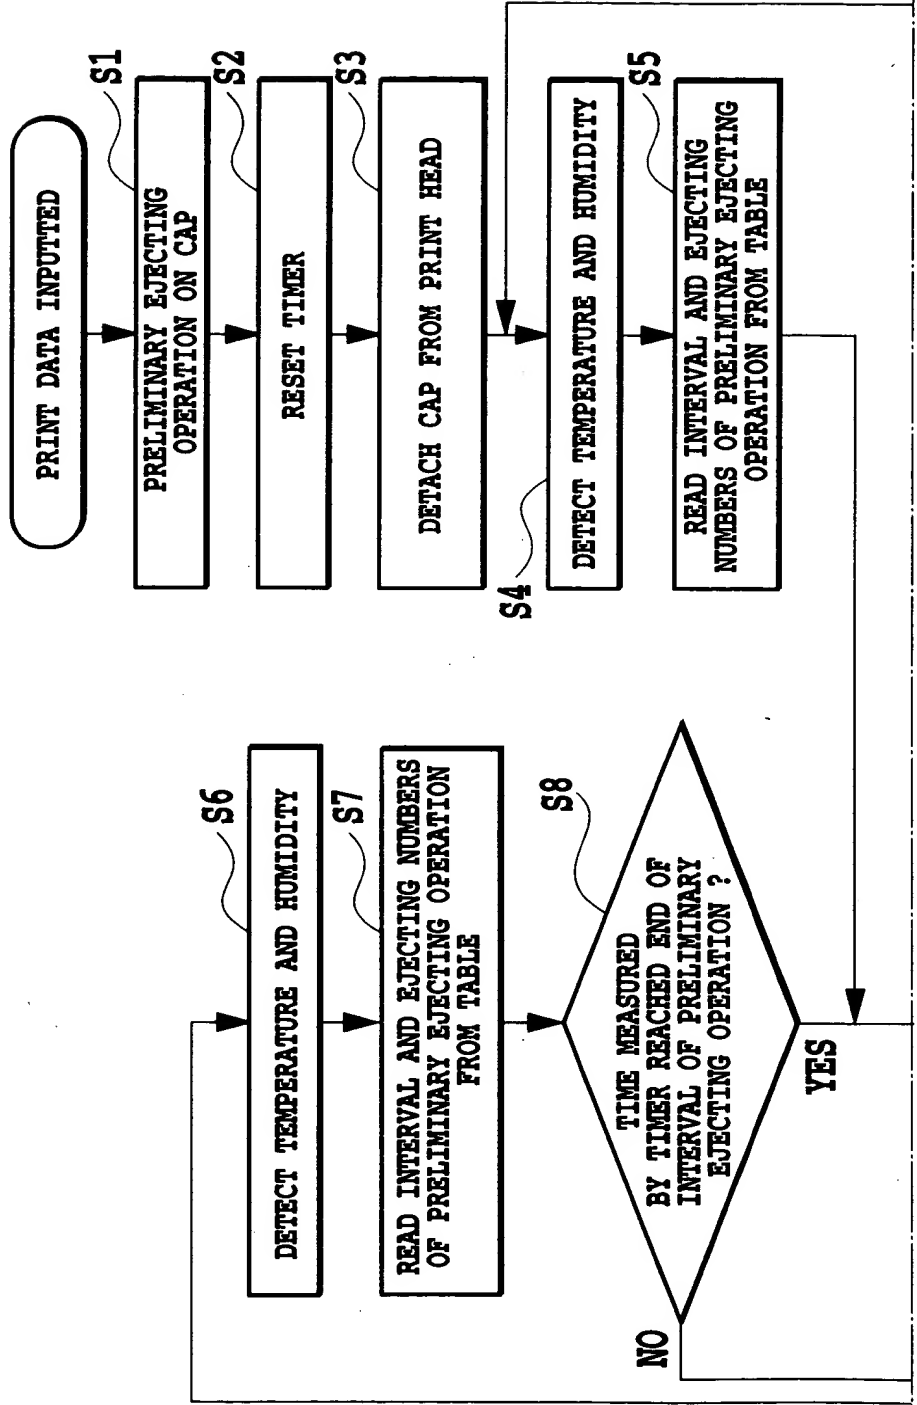 PRINT DATA INPUTTED
S1
PRELIMINARY EJECTING
OPERATION ON CAP
S2
RESET TIMER
S3
DETACH CAP FROM PRINT HEAD
S4
DETECT TEMPERATURE AND HUMIDITY
S5
READ INTERVAL AND EJECTING
NUMBERS OF PRELIMINARY EJECTING
OPERATION FROM TABLE
S6
DETECT TEMPERATURE AND HUMIDITY
S7
READ INTERVAL AND EJECTING NUMBERS
OF PRELIMINARY EJECTING OPERATION
FROM TABLE
S8
TIME MEASURED
BY TIMER REACHED END OF
INTERVAL OF PRELIMINARY
EJECTING OPERATION ?
NO
YES